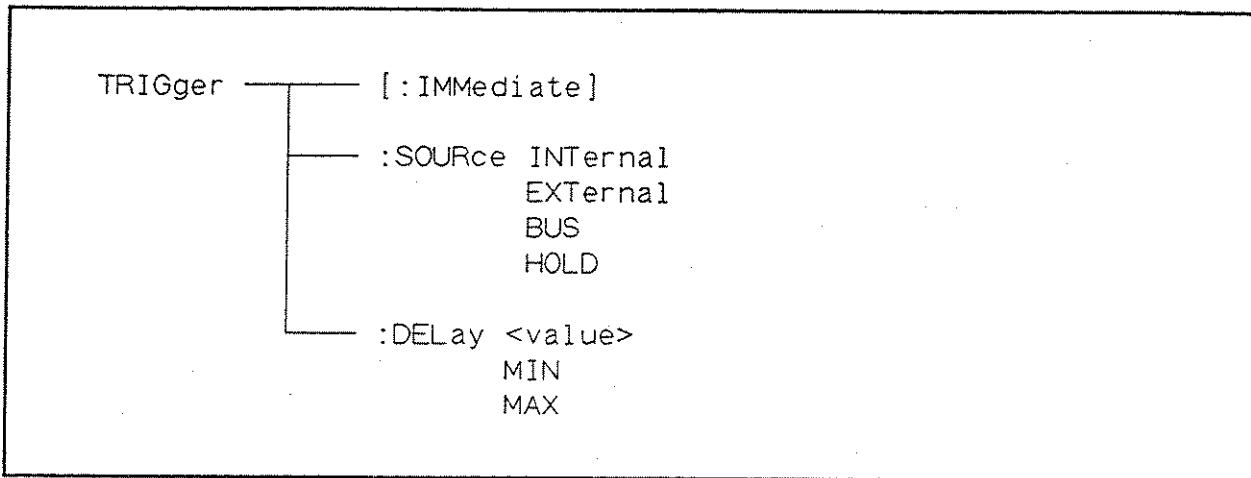 TRIGger [:IMMediate]
:SOURce INTernal
EXTernal
BUS
HOLD
:DELay <value>
MIN
MAX